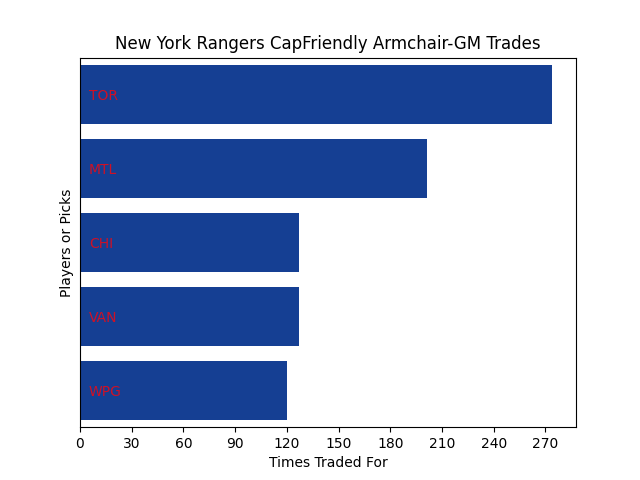 New York Rangers CapFriendly Armchair-GM Trades
Players or Picks
TOR
MTL
CHI
VAN
WPG
0 30 60 90 120 150 180 210 240 270
Times Traded For